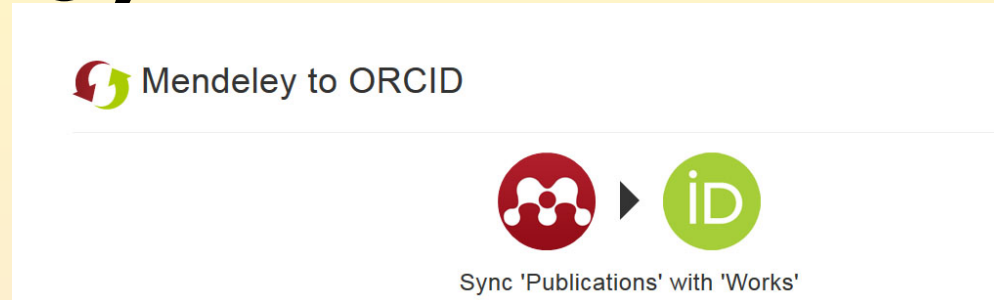 Mendeley to ORCID
iD
Sync 'Publications' with 'Works'